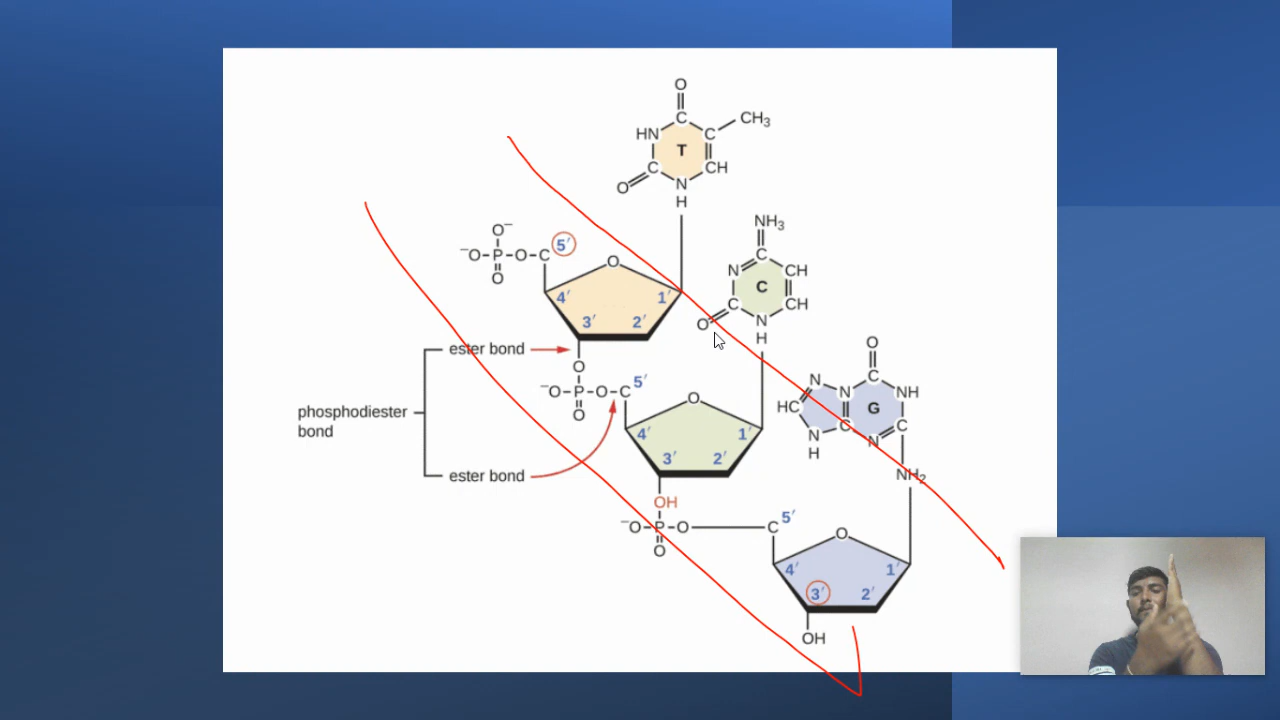 O
C
CH₃
HN
C
T
C
CH
O
N
H
O⁻
⁻O-P-O-C
5′
O
O
4′
1′
3′
2′
NH₃
N
C
CH
C
C
CH
O
N
H
ester bond
O
⁻O-P-O-C
5′
O
phosphodiester
bond
O
4′
1′
3′
2′
ester bond
O
N
N
C
NH
HC
G
N
C
N
C
H
NH₂
OH
⁻O-P-O
C
5′
O
O
4′
1′
3′
2′
OH